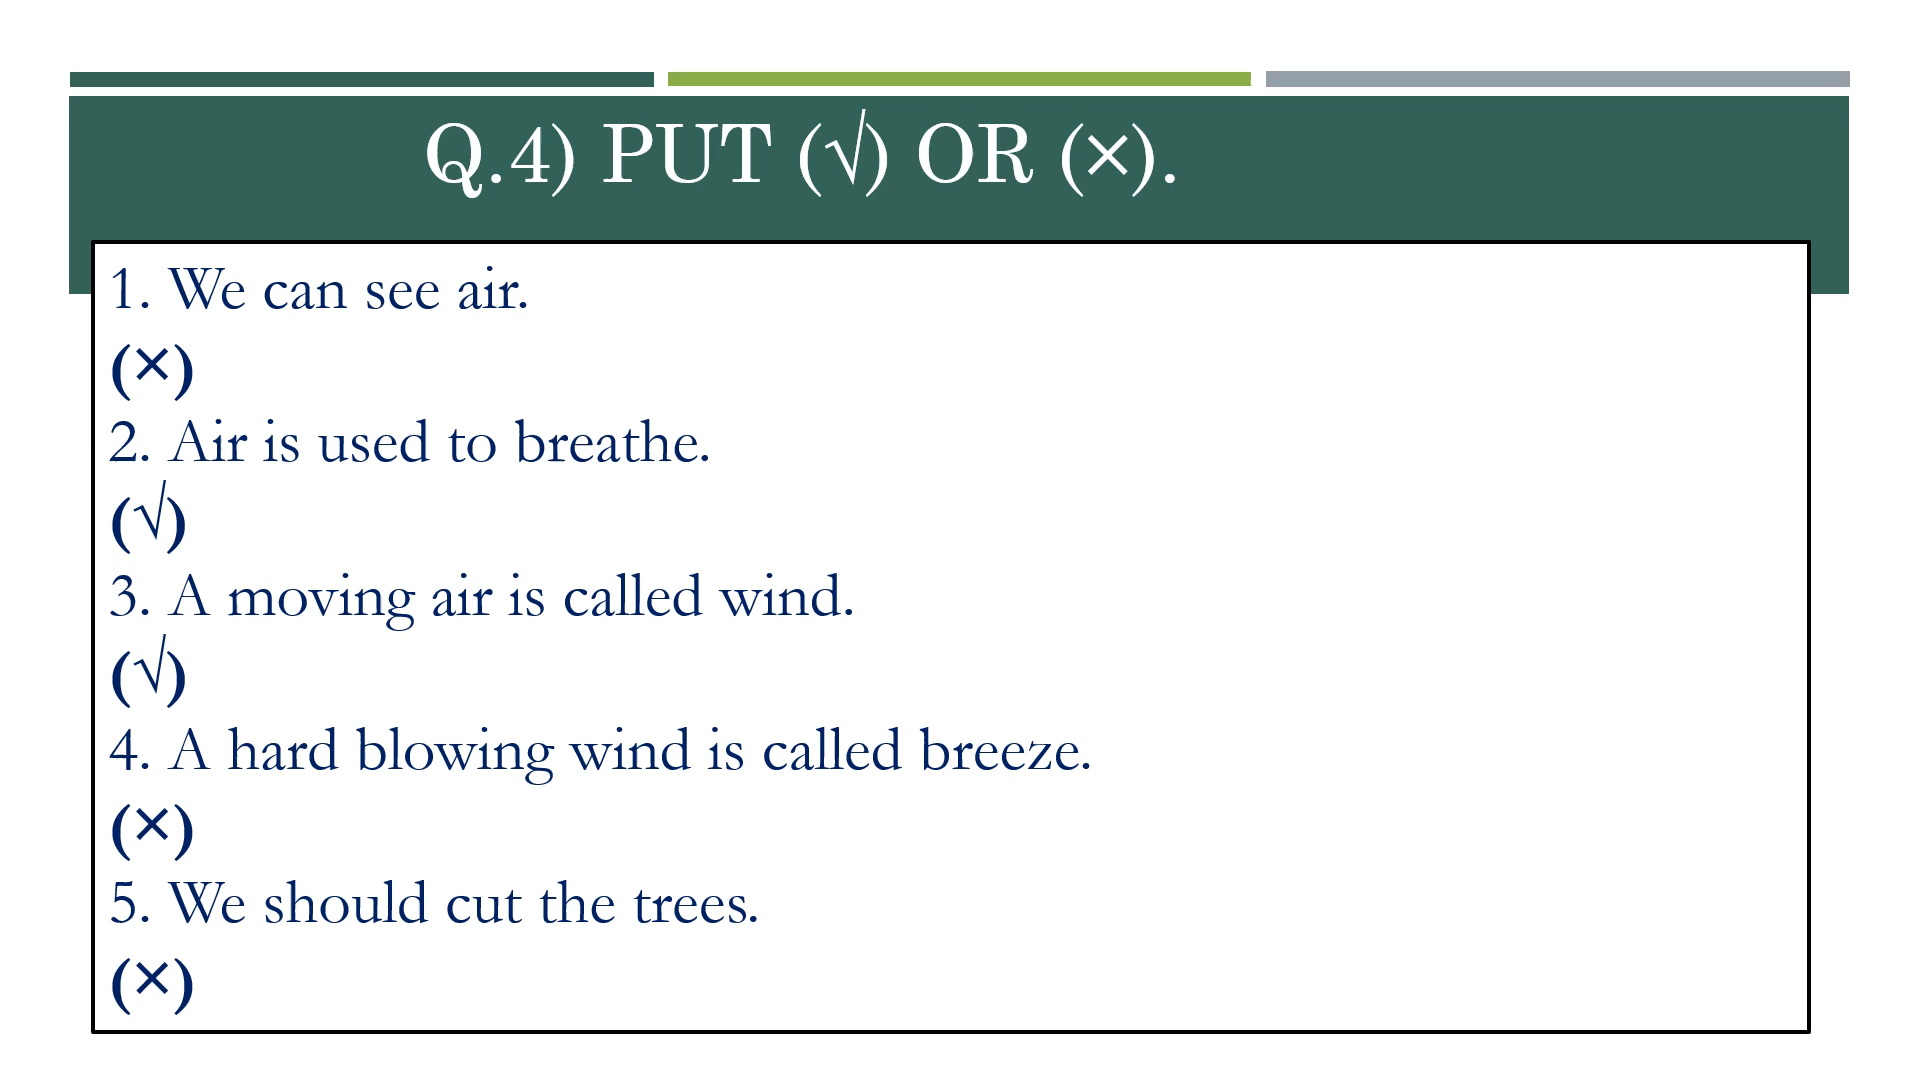 Q.4) PUT (√) OR (×).
1. We can see air.
(×)
2. Air is used to breathe.
(√)
3. A moving air is called wind.
(√)
4. A hard blowing wind is called breeze.
(×)
5. We should cut the trees.
(×)